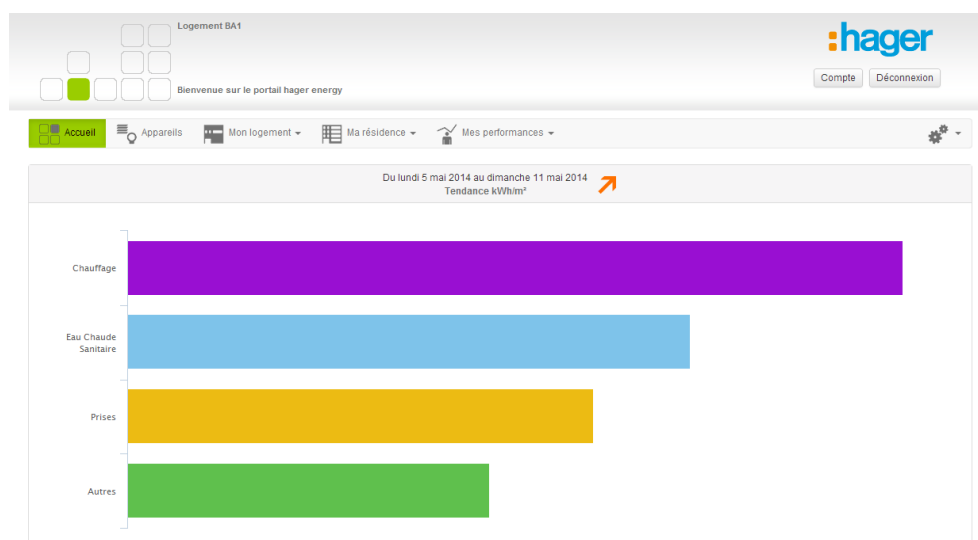 Logement BA1
:hager
Compte Déconnexion
Bienvenue sur le portail hager energy
Accueil Appareils Mon logement Ma résidence Mes performances
Du lundi 5 mai 2014 au dimanche 11 mai 2014
Tendance kWh/m²
Chauffage
Eau Chaude
Sanitaire
Prises
Autres